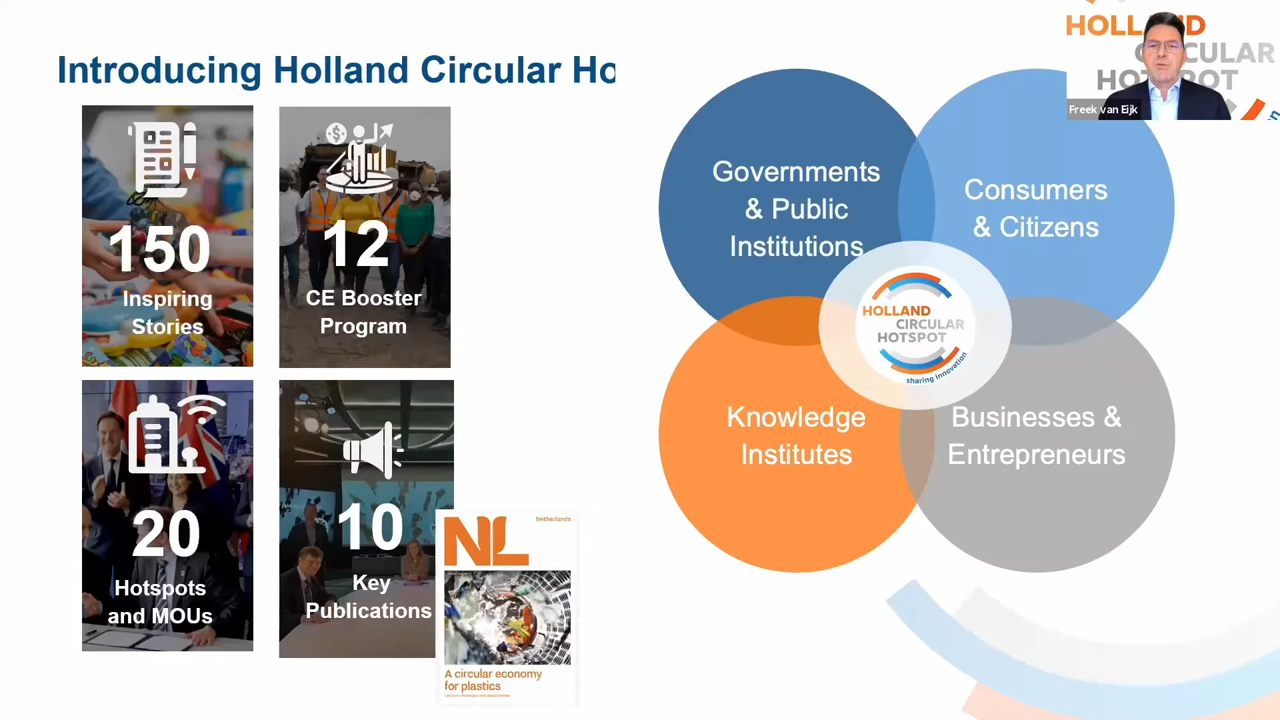 Introducing Holland Circular Ho
150
Inspiring
Stories
12
CE Booster
Program
20
Hotspots
and MOUs
10
Key
Publications
Netherlands
NL
A circular economy
for plastics
Governments
& Public
Institutions
Consumers
& Citizens
Knowledge
Institutes
Businesses &
Entrepreneurs
HOLLAND
CIRCULAR
HOTSPOT
sharing innovation
HOLLAND
CIRCULAR
HOTSPOT
Freek van Eijk